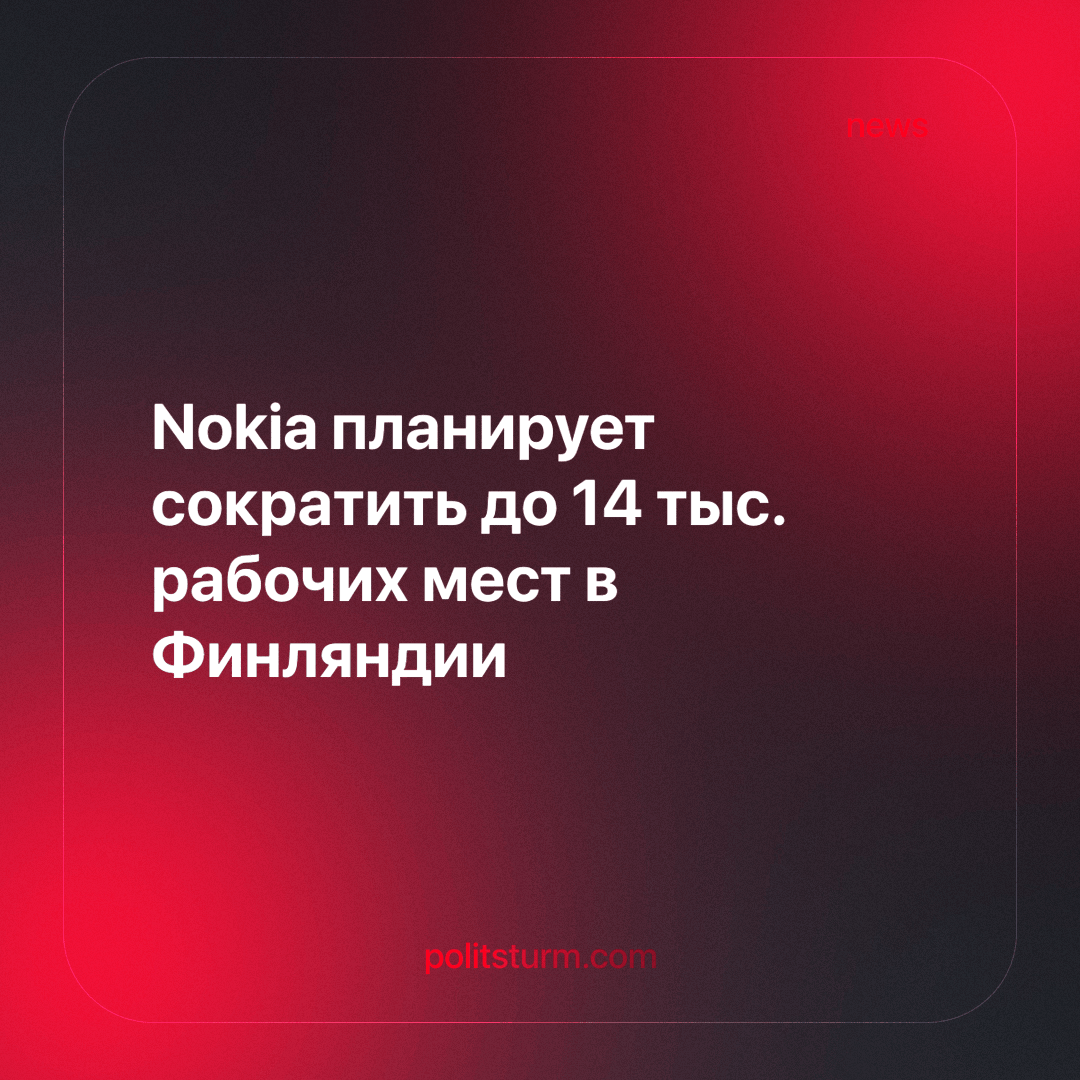 news
Nokia планирует
сократить до 14 тыс.
рабочих мест в
Финляндии
politsturm.com